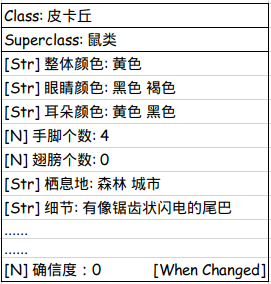 Class: 皮卡丘
Superclass: 鼠类
[Str] 整体颜色: 黄色
[Str] 眼睛颜色: 黑色 褐色
[Str] 耳朵颜色: 黄色 黑色
[N] 手脚个数: 4
[N] 翅膀个数: 0
[Str] 栖息地: 森林 城市
[Str] 细节: 有像锯齿状闪电的尾巴
......
......
[N] 确信度：0 [When Changed]